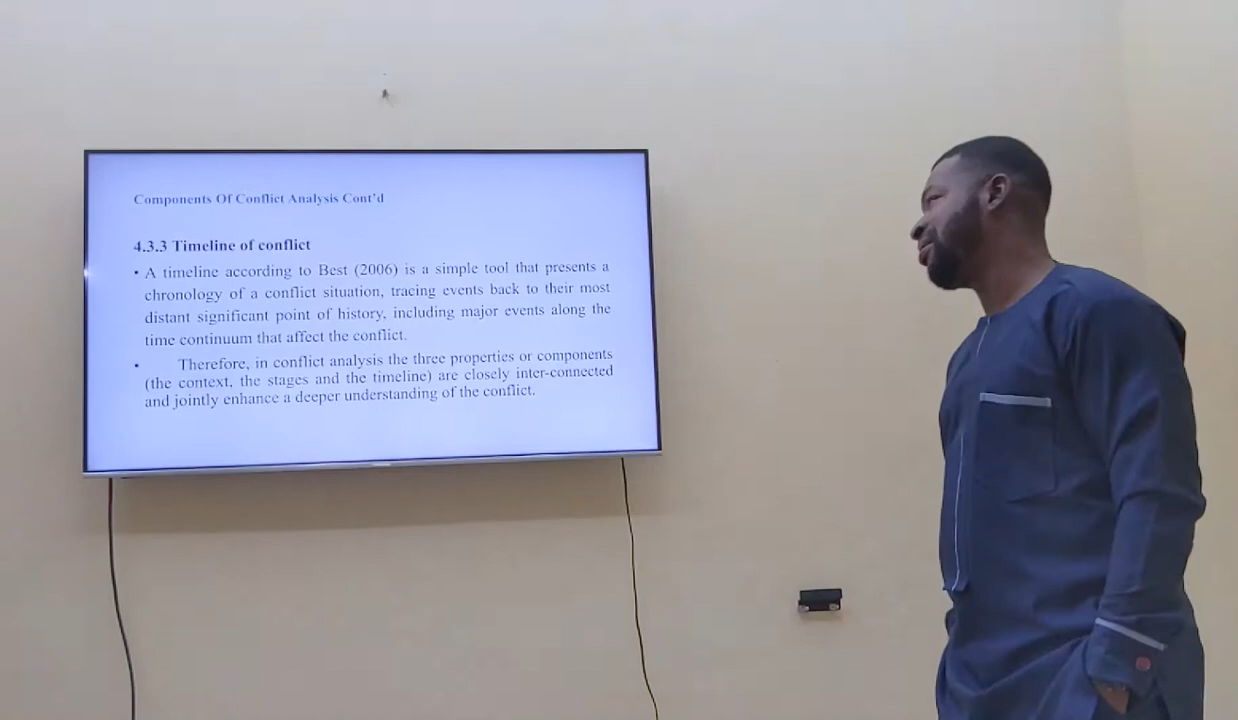 Components Of Conflict Analysis Cont'd
4.3.3 Timeline of conflict
• A timeline according to Best (2006) is a simple tool that presents a
chronology of a conflict situation, tracing events back to their most
distant significant point of history, including major events along the
time continuum that affect the conflict.
• Therefore, in conflict analysis the three properties or components
(the context, the stages and the timeline) are closely inter-connected
and jointly enhance a deeper understanding of the conflict.